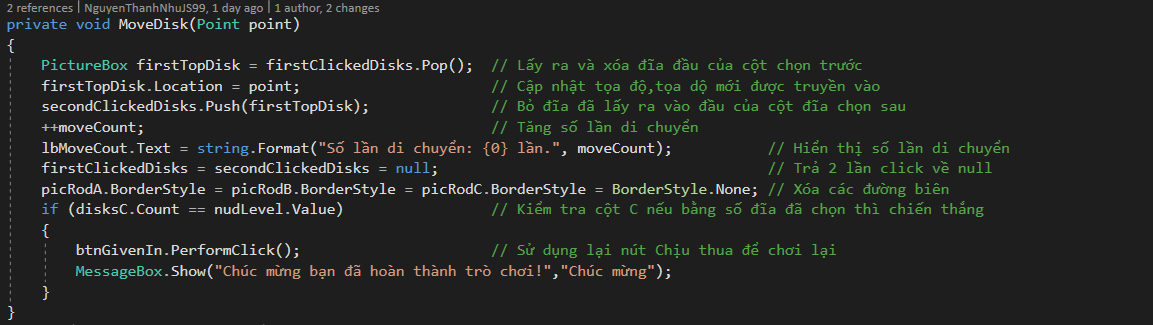 2 references | NguyenThanhNhuJS99, 1 day ago | 1 author, 2 changes
private void MoveDisk(Point point)
{
PictureBox firstTopDisk = firstClickedDisks.Pop(); // Lấy ra và xóa đĩa đầu của cột chọn trước
firstTopDisk.Location = point; // Cập nhật tọa độ,tọa dộ mới được truyền vào
secondClickedDisks.Push(firstTopDisk); // Bỏ đĩa đã lấy ra vào đầu của cột đĩa chọn sau
++moveCount; // Tăng số lần di chuyển
lbMoveCout.Text = string.Format("Số lần di chuyển: {0} lần.", moveCount); // Hiển thị số lần di chuyển
firstClickedDisks = secondClickedDisks = null; // Trả 2 lần click về null
picRodA.BorderStyle = picRodB.BorderStyle = picRodC.BorderStyle = BorderStyle.None; // Xóa các đường biên
if (disksC.Count == nudLevel.Value) // Kiểm tra cột C nếu bằng số đĩa đã chọn thì chiến thắng
{
btnGivenIn.PerformClick(); // Sử dụng lại nút Chịu thua để chơi lại
MessageBox.Show("Chúc mừng bạn đã hoàn thành trò chơi!","Chúc mừng");
}
}